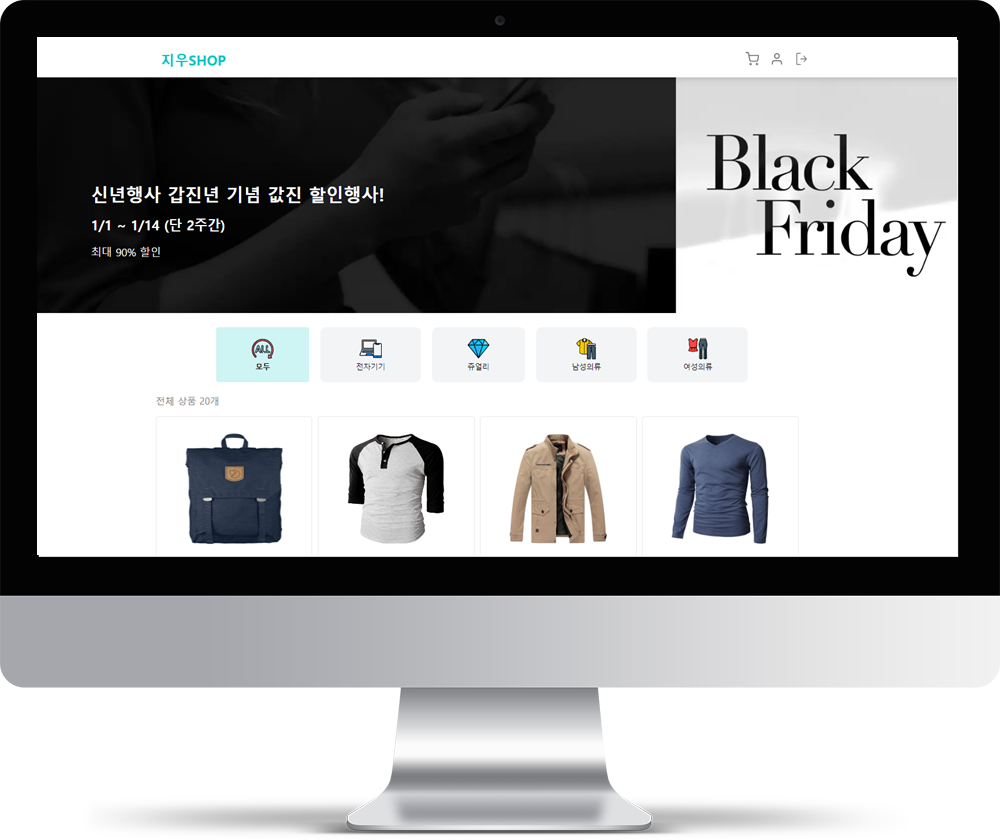 지우SHOP
신년행사 갑진년 기념 값진 할인행사!
1/1 ~ 1/14 (단 2주간)
최대 90% 할인
Black
Friday
ALL
모두
전자기기
쥬얼리
남성의류
여성의류
전체 상품 20개